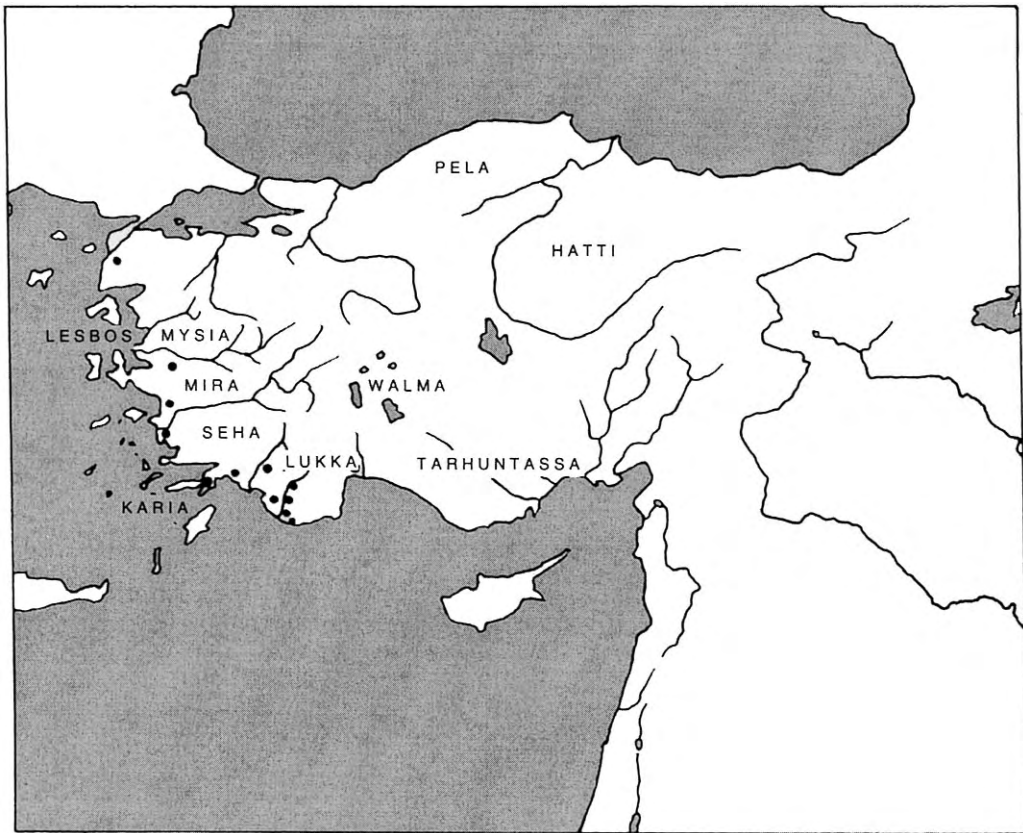 PELA
HATTI
LESBOS
MYSIA
MIRA
WALMA
SEHA
LUKKA
TARHUNTASSA
KARIA